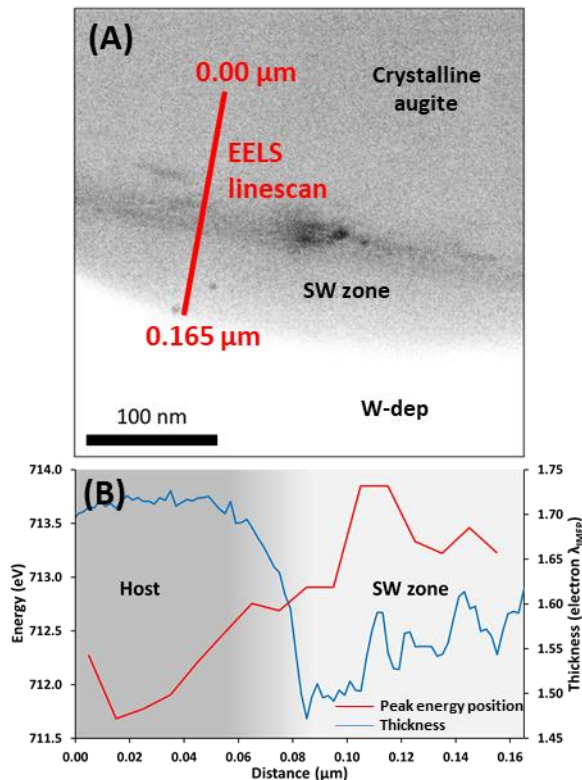 (A)
0.00 µm
Crystalline
augite
EELS
linescan
SW zone
0.165 µm
W-dep
100 nm
(B)
714.0
713.5
713.0
712.5
712.0
711.5
Energy (eV)
Host
SW zone
Peak energy position
Thickness
1.75
1.70
1.65
1.60
1.55
1.50
1.45
Thickness (electron λIMFP)
0.00 0.02 0.04 0.06 0.08 0.10 0.12 0.14 0.16
Distance (µm)